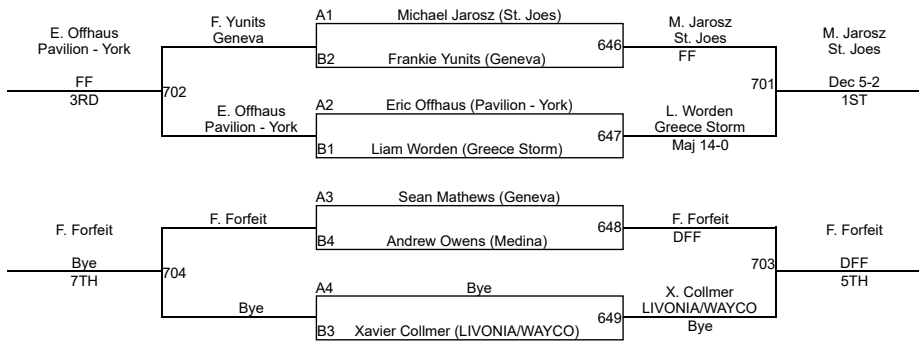 A1
Michael Jarosz (St. Joes)
F. Yunits
Geneva
M. Jarosz
St. Joes
M. Jarosz
St. Joes
E. Offhaus
Pavilion - York
646
B2
Frankie Yunits (Geneva)
FF
FF
3RD
702
701
Dec 5-2
1ST
E. Offhaus
Pavilion - York
A2
Eric Offhaus (Pavilion - York)
L. Worden
Greece Storm
647
B1
Liam Worden (Greece Storm)
Maj 14-0
A3
Sean Mathews (Geneva)
F. Forfeit
F. Forfeit
F. Forfeit
F. Forfeit
648
B4
Andrew Owens (Medina)
DFF
Bye
7TH
704
703
DFF
5TH
Bye
A4
Bye
X. Collmer
LIVONIA/WAYCO
649
B3
Xavier Collmer (LIVONIA/WAYCO)
Bye